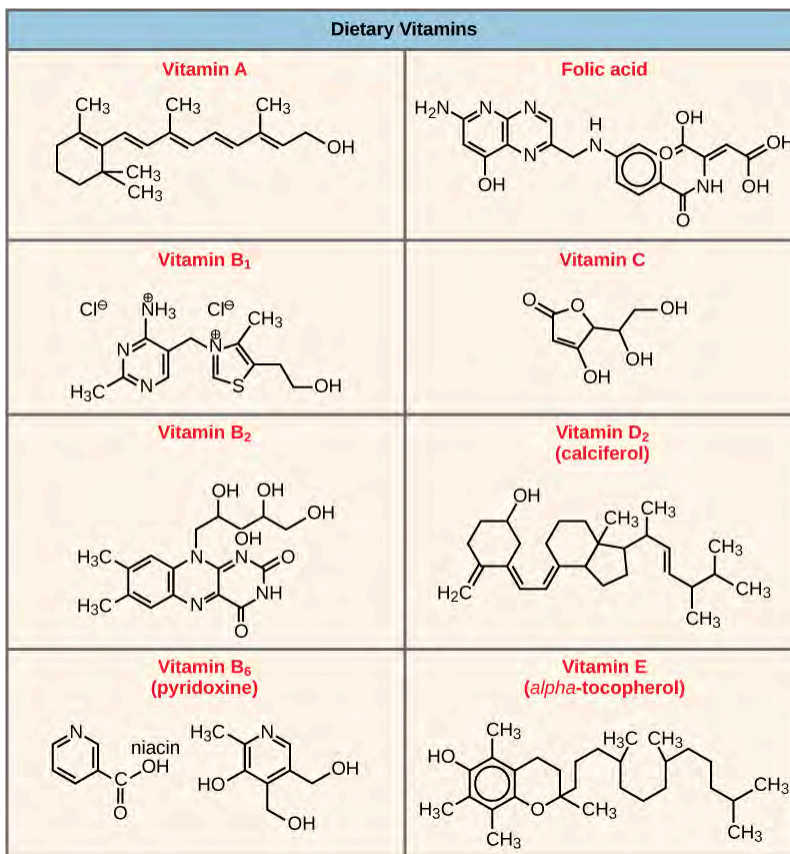 Dietary Vitamins
Vitamin A
CH₃ CH₃ CH₃
OH
CH₃
CH₃
Folic acid
H₂N N N H OH
N O OH
N
OH NH OH
O
Vitamin B₁
Cl⊖ ⊕ Cl⊖
NH₃ CH₃
N ⊕
N
N S OH
H₃C
Vitamin C
O O OH
OH
OH
Vitamin B₂
OH OH
OH
OH
H₃C N N O
H₃C N NH
O
Vitamin D₂
(calciferol)
OH
CH₃ CH₃
CH₃
H₂C CH₃
CH₃
Vitamin B₆
(pyridoxine)
N niacin
OH
C
O
H₃C N
HO OH
OH
Vitamin E
(alpha-tocopherol)
CH₃ H₃C CH₃
HO
CH₃
H₃C O CH₃
CH₃ CH₃